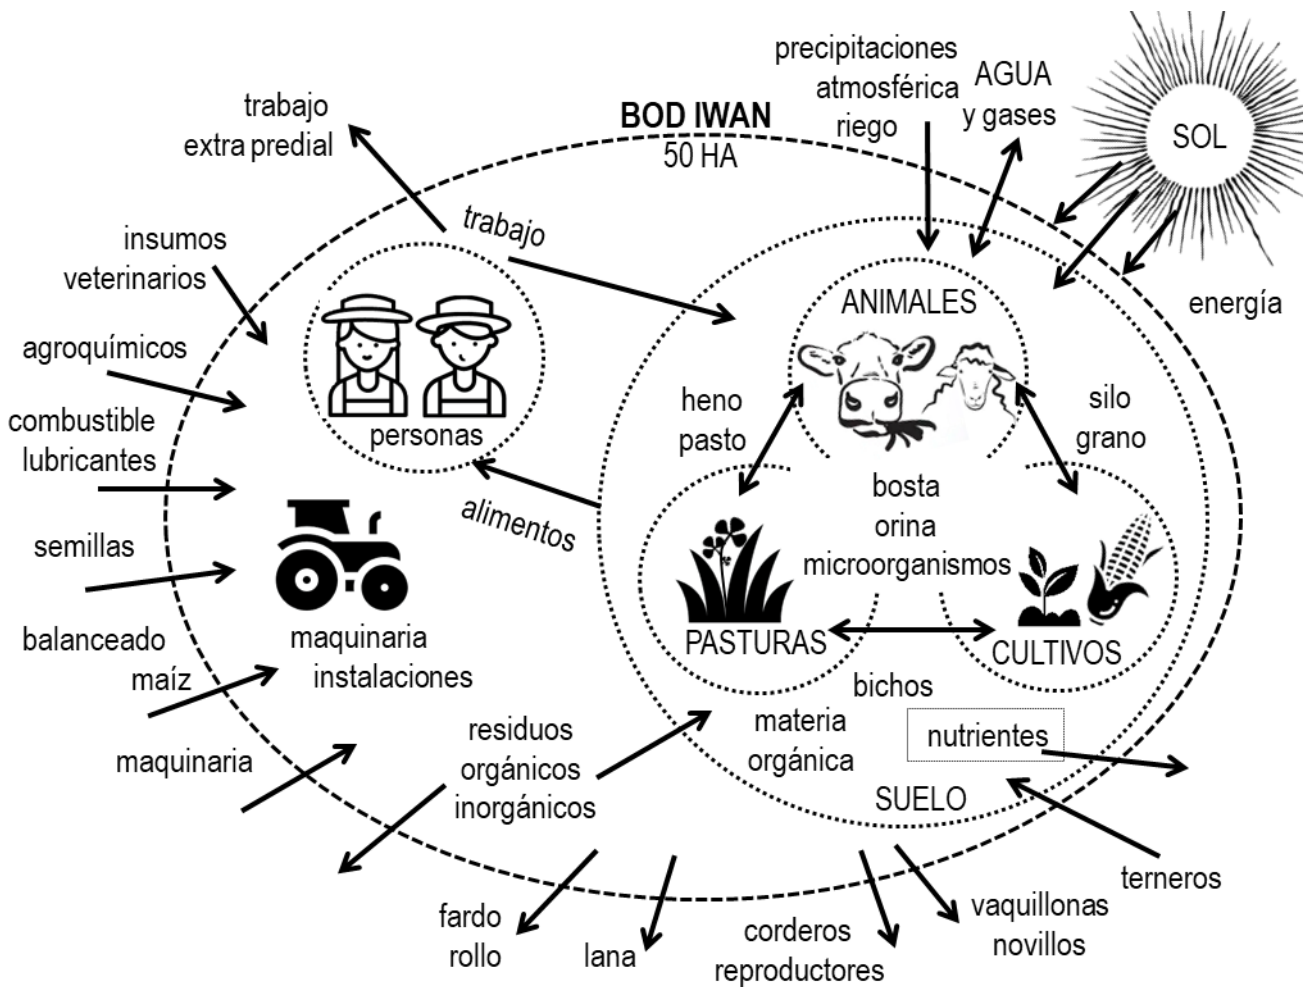 precipitaciones
atmosférica
riego
AGUA
y gases
SOL
trabajo
extra predial
BOD IWAN
50 HA
trabajo
insumos
veterinarios
energía
ANIMALES
agroquímicos
combustible
lubricantes
personas
heno
pasto
silo
grano
alimentos
bosta
orina
microorganismos
semillas
balanceado
maíz
maquinaria
instalaciones
PASTURAS
CULTIVOS
bichos
materia
orgánica
nutrientes
SUELO
maquinaria
residuos
orgánicos
inorgánicos
terneros
fardo
rollo
lana
corderos
reproductores
vaquillonas
novillos